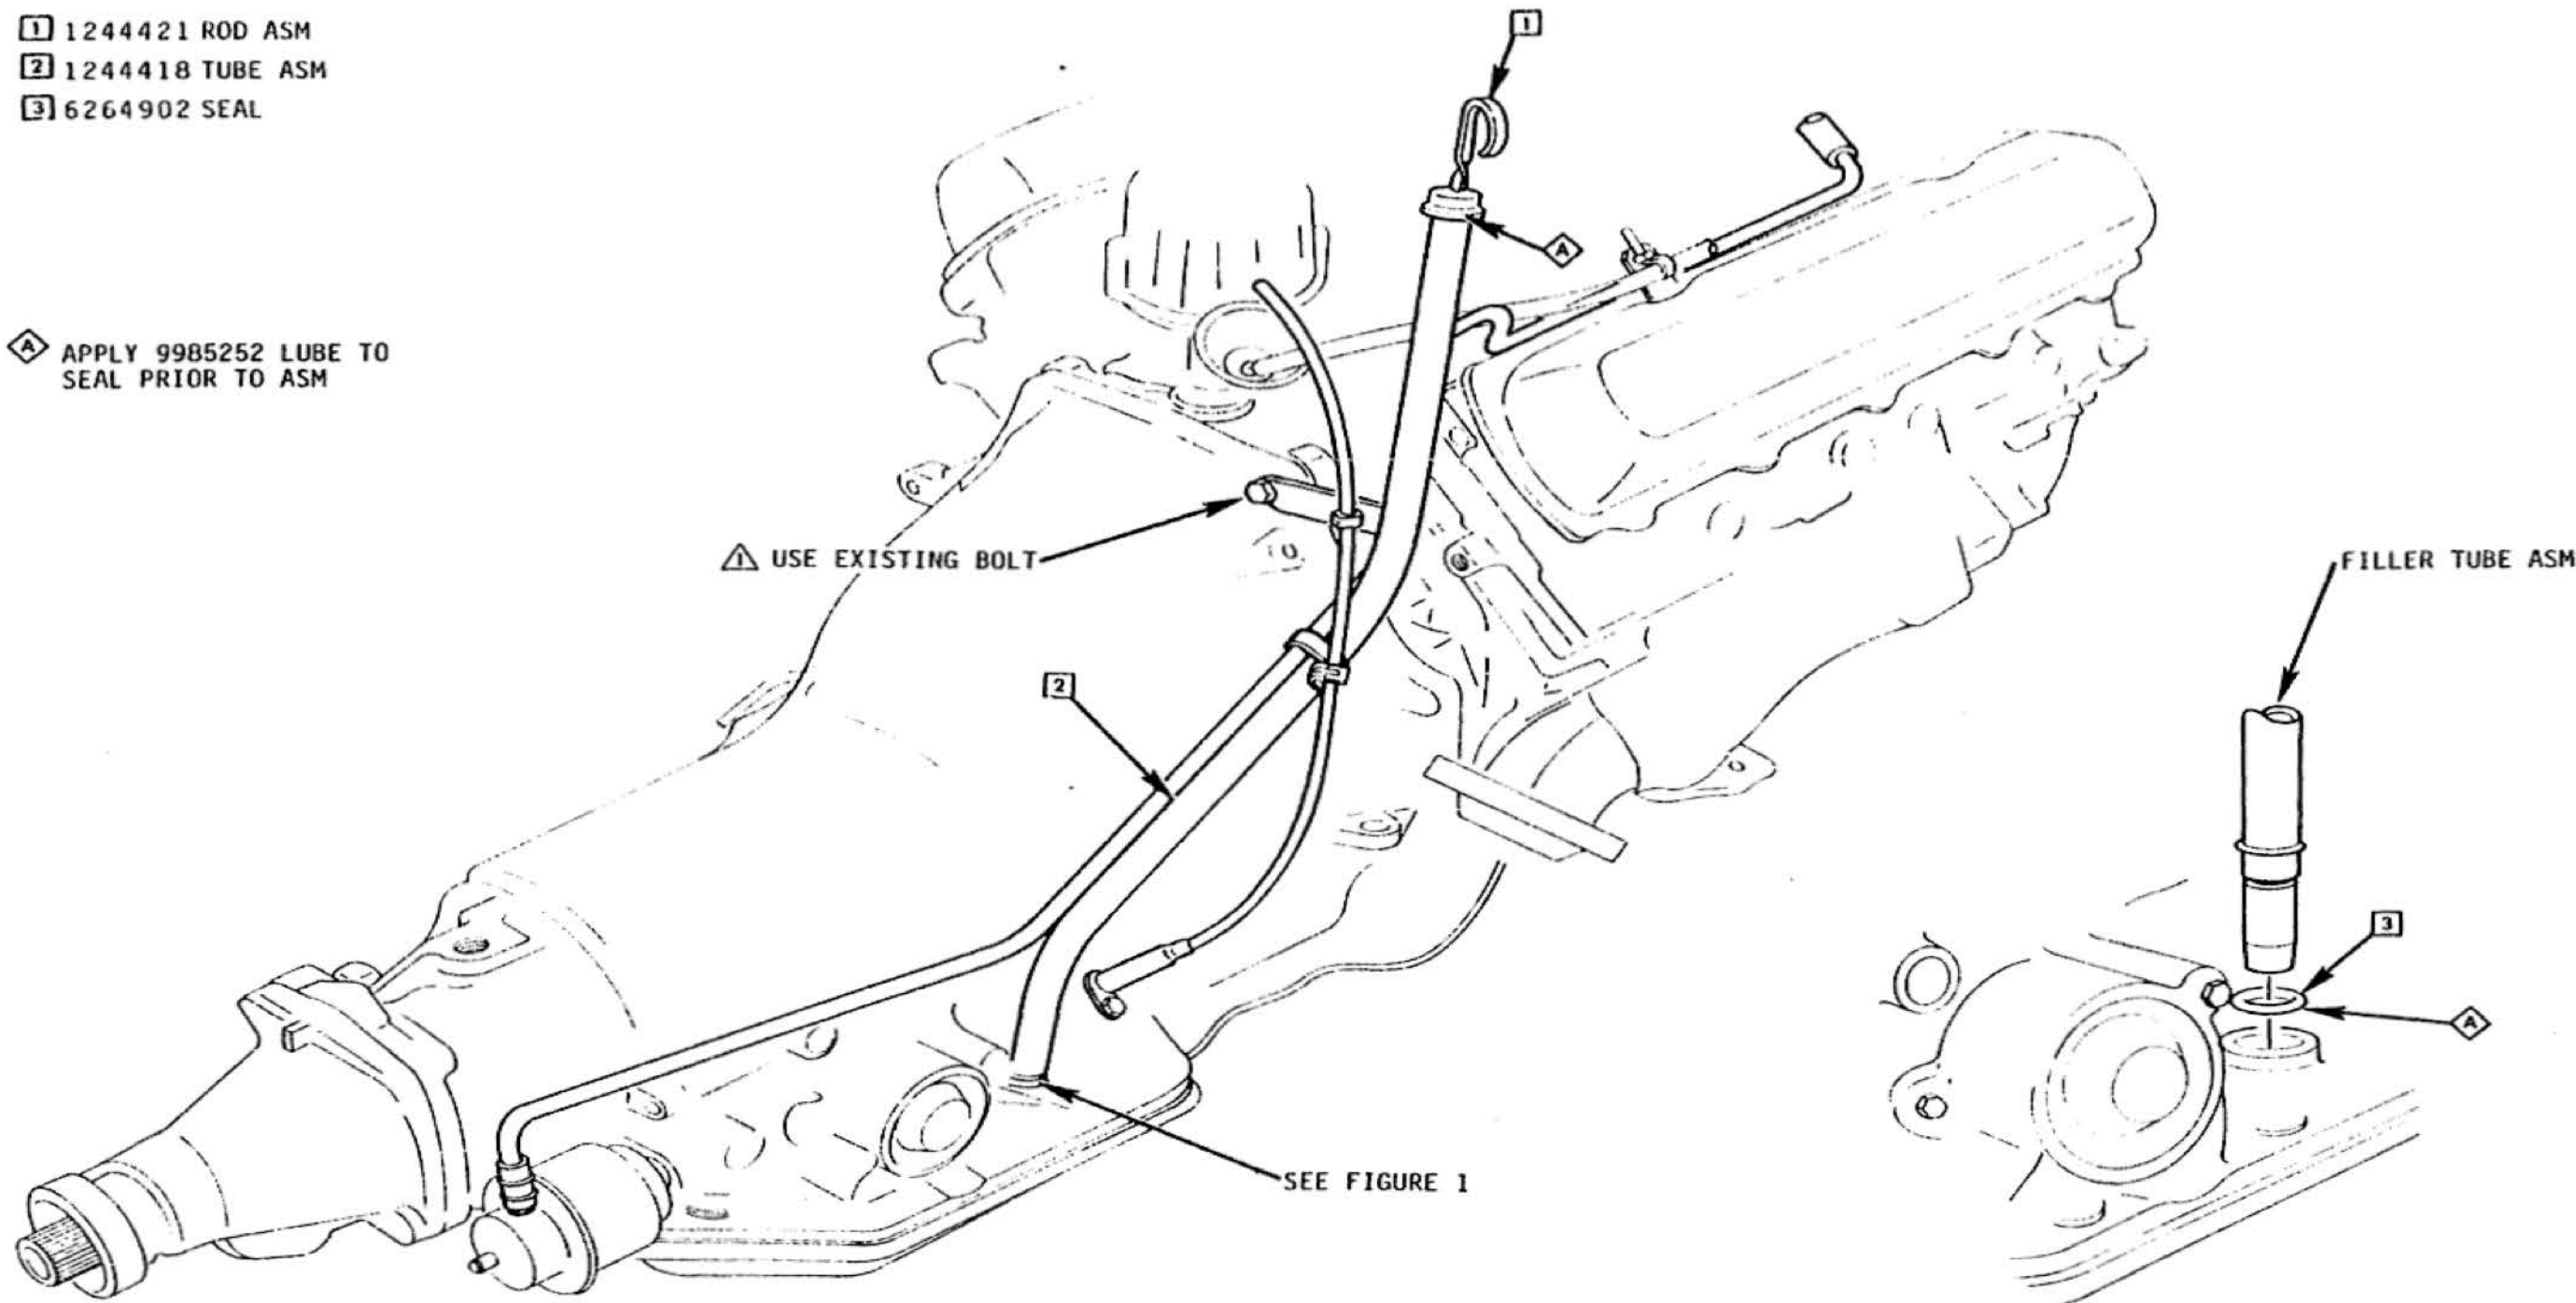 1 1244421 ROD ASM
2 1244418 TUBE ASM
3 6264902 SEAL
1
A
A APPLY 9985252 LUBE TO
SEAL PRIOR TO ASM
1 USE EXISTING BOLT
FILLER TUBE ASM
2
3
A
SEE FIGURE 1